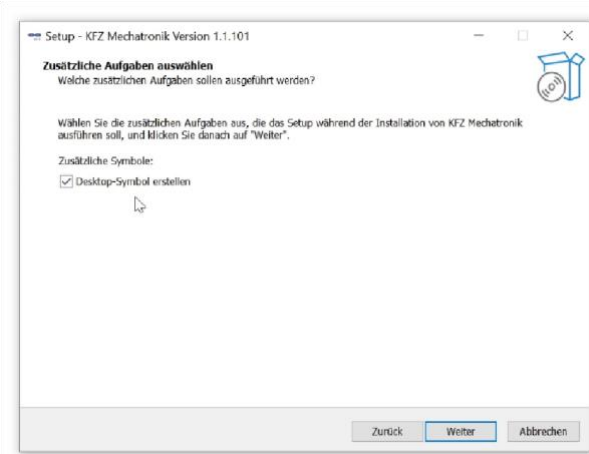 Setup - KFZ Mechatronik Version 1.1.101
Zusätzliche Aufgaben auswählen
Welche zusätzlichen Aufgaben sollen ausgeführt werden?
Wählen Sie die zusätzlichen Aufgaben aus, die das Setup während der Installation von KFZ Mechatronik
ausführen soll, und klicken Sie danach auf "Weiter".
Zusätzliche Symbole:
Desktop-Symbol erstellen
Zurück Weiter Abbrechen